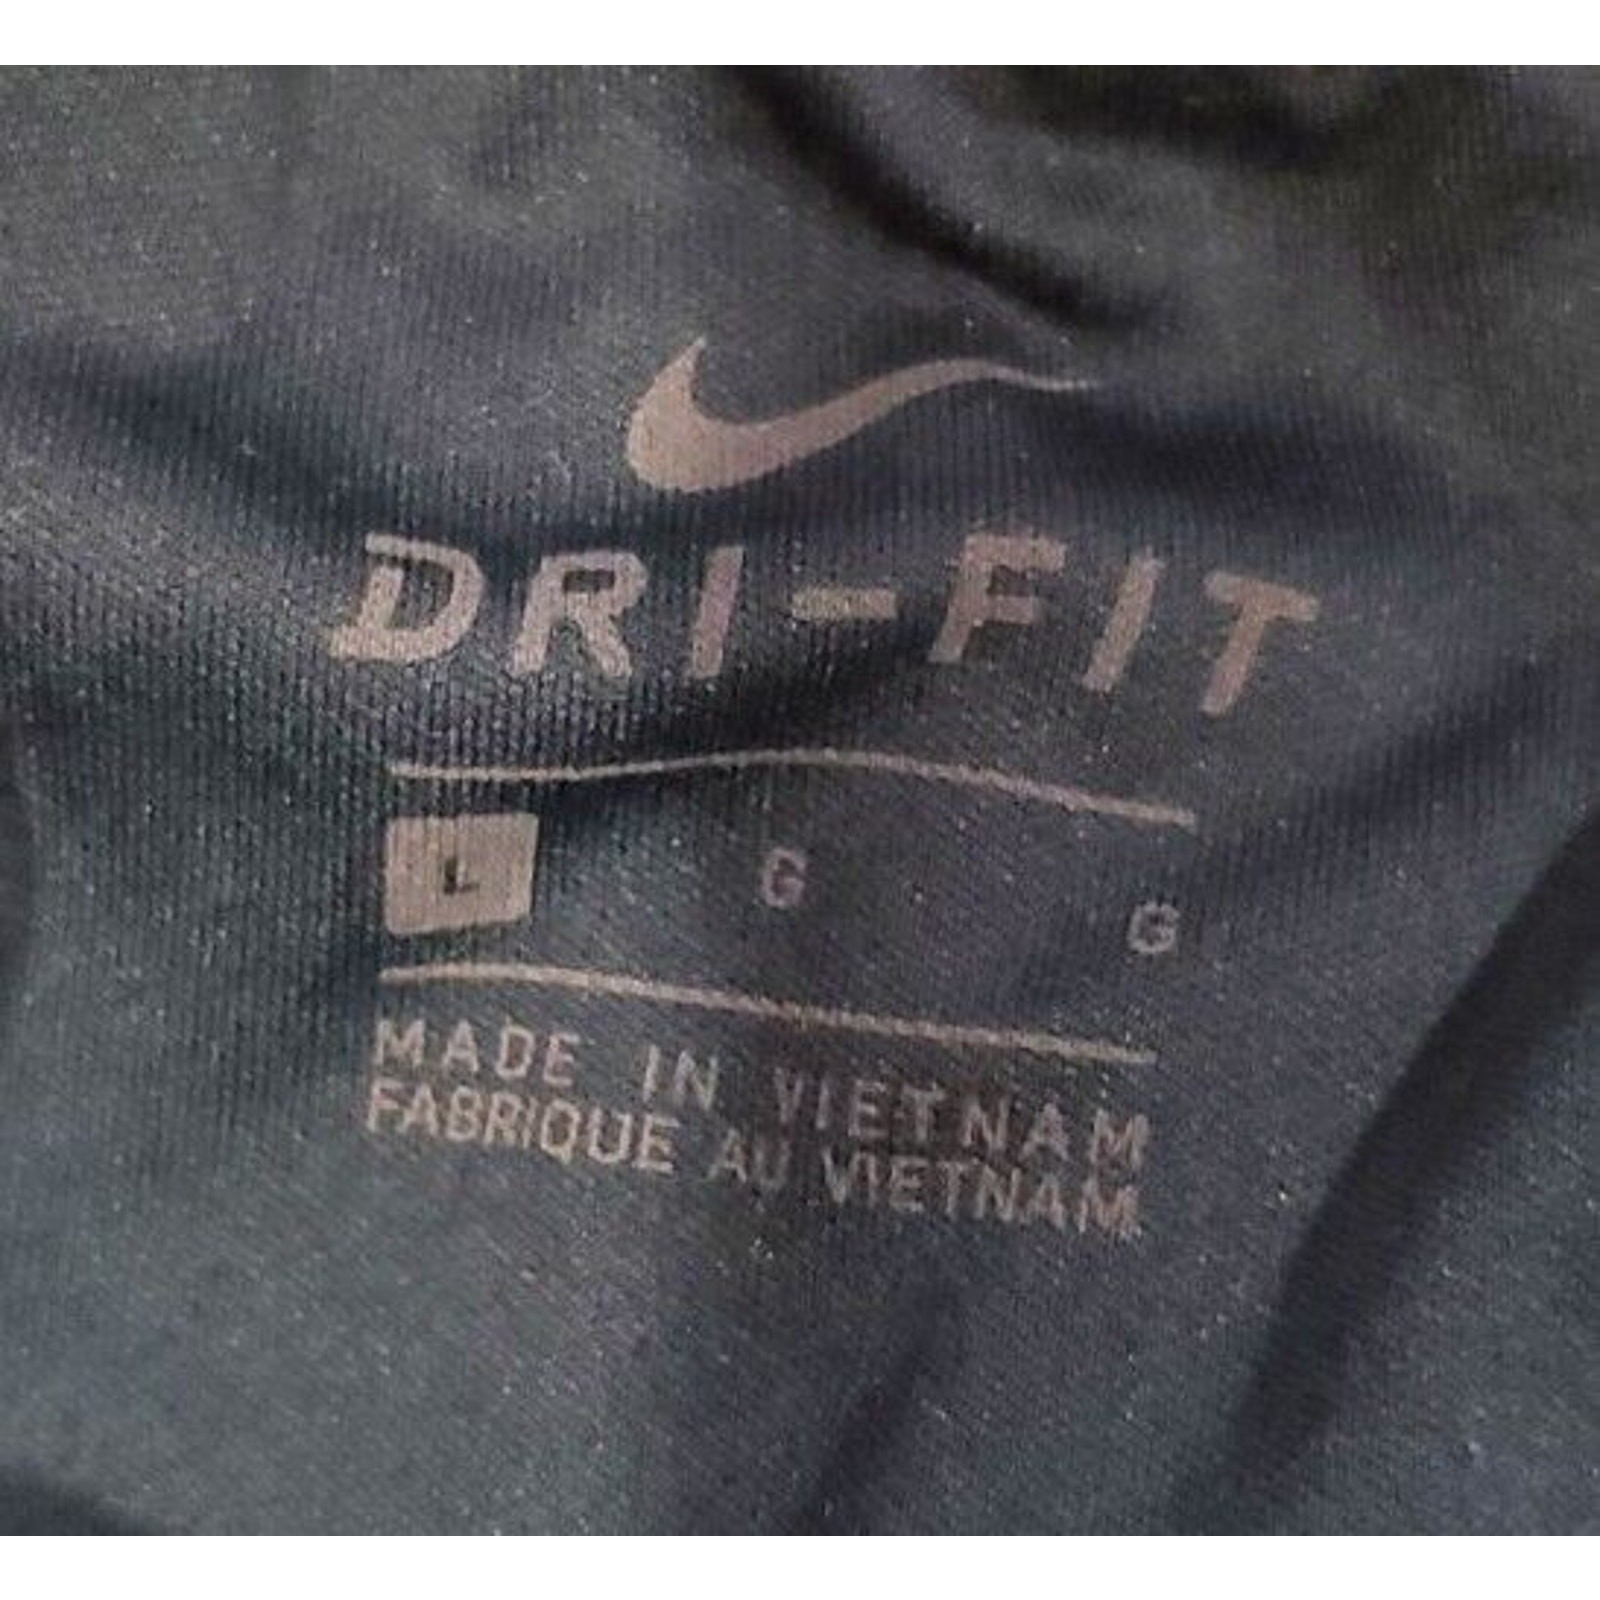 DRI-FIT
L G G
MADE IN VIETNAM
FABRIQUE AU VIETNAM